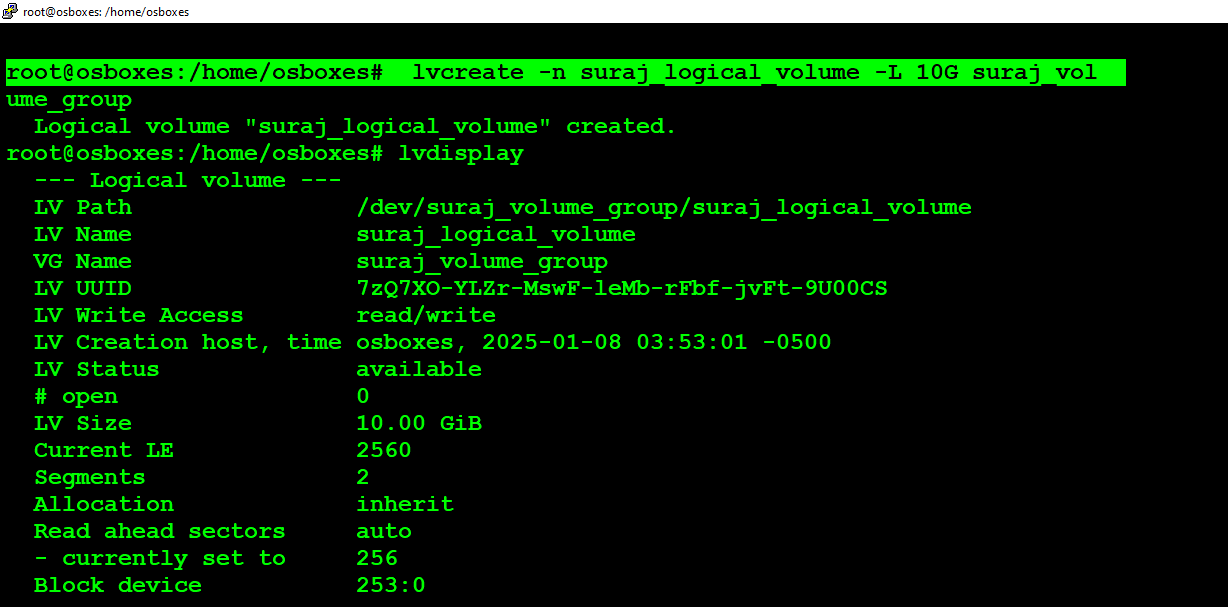 root@osboxes: /home/osboxes
root@osboxes:/home/osboxes#  lvcreate -n suraj_logical_volume -L 10G suraj_vol
ume_group
  Logical volume "suraj_logical_volume" created.
root@osboxes:/home/osboxes# lvdisplay
  --- Logical volume ---
  LV Path                /dev/suraj_volume_group/suraj_logical_volume
  LV Name                suraj_logical_volume
  VG Name                suraj_volume_group
  LV UUID                7zQ7XO-YLZr-MswF-leMb-rFbf-jvFt-9U00CS
  LV Write Access        read/write
  LV Creation host, time osboxes, 2025-01-08 03:53:01 -0500
  LV Status              available
  # open                 0
  LV Size                10.00 GiB
  Current LE             2560
  Segments               2
  Allocation             inherit
  Read ahead sectors     auto
  - currently set to     256
  Block device           253:0